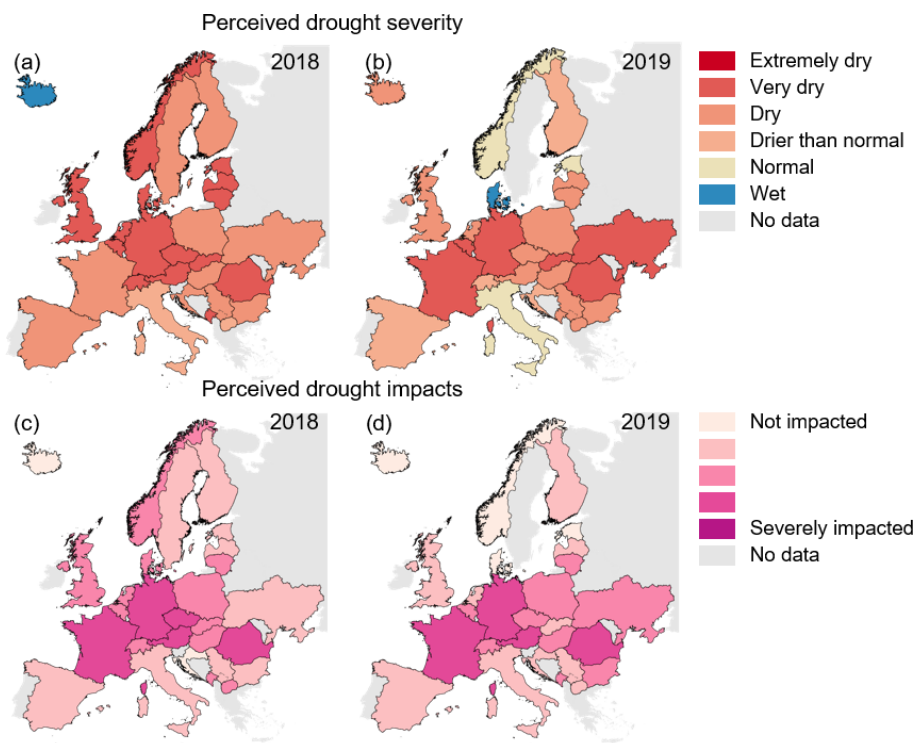 Perceived drought severity
(a)
2018
(b)
2019
Extremely dry
Very dry
Dry
Drier than normal
Normal
Wet
No data
Perceived drought impacts
(c)
2018
(d)
2019
Not impacted
Severely impacted
No data